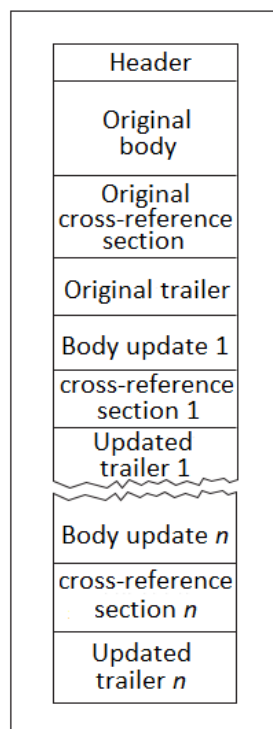 Header
Original
body
Original
cross-reference
section
Original trailer
Body update 1
cross-reference
section 1
Updated
trailer 1
Body update n
cross-reference
section n
Updated
trailer n